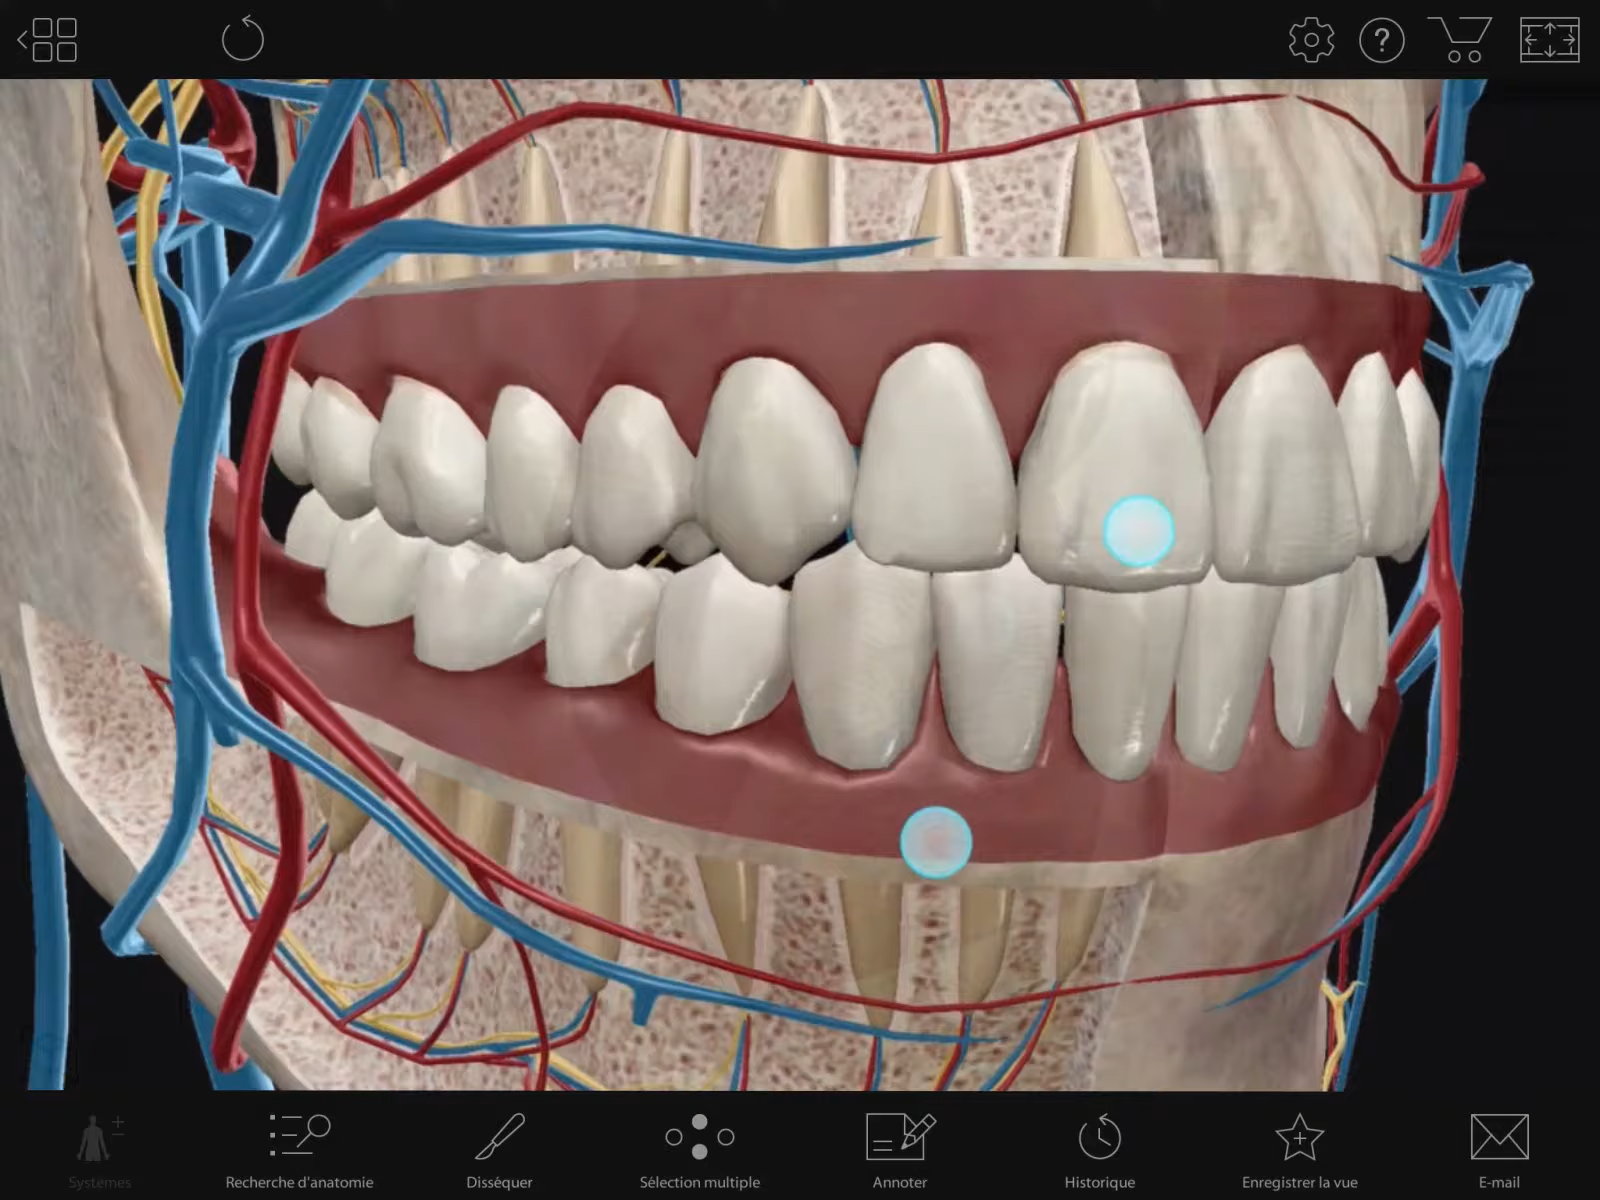 ?
Systèmes
Recherche d'anatomie
Disséquer
Sélection multiple
Annoter
Historique
Enregistrer la vue
E-mail